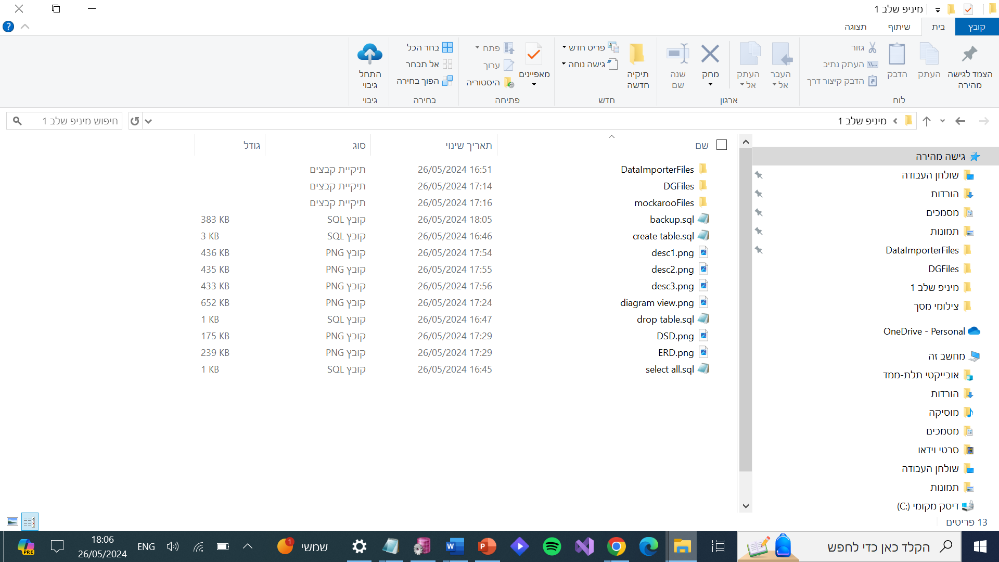 מיניפ שלב 1
קובץ בית שיתוף תצוגה
הצמד לגישה מהירה
העתק
הדבק
גזור
העתק נתיב
הדבק קיצור דרך
לוח
העבר אל
העתק אל
מחק
שנה שם
ארגון
תיקיה חדשה
פריט חדש
גישה נוחה
חדש
מאפיינים
פתח
ערוך
היסטוריה
פתיחה
בחר הכל
אל תבחר
הפוך בחירה
בחירה
התחל גיבוי
גיבוי
מיניפ שלב 1
חיפוש מיניפ שלב 1
גישה מהירה
שולחן העבודה
הורדות
מסמכים
תמונות
DataImporterFiles
DGFiles
מיניפ שלב 1
צילומי מסך
OneDrive - Personal
מחשב זה
אובייקטי תלת-ממד
הורדות
מוסיקה
מסמכים
סרטי וידאו
שולחן העבודה
תמונות
דיסק מקומי (C:)
שם תאריך שינוי סוג גודל
DataImporterFiles 26/05/2024 16:51 תיקיית קבצים
DGFiles 26/05/2024 17:14 תיקיית קבצים
mockarooFiles 26/05/2024 17:16 תיקיית קבצים
backup.sql 26/05/2024 18:05 קובץ SQL 383 KB
create table.sql 26/05/2024 16:46 קובץ SQL 3 KB
desc1.png 26/05/2024 17:54 קובץ PNG 436 KB
desc2.png 26/05/2024 17:55 קובץ PNG 435 KB
desc3.png 26/05/2024 17:56 קובץ PNG 433 KB
diagram view.png 26/05/2024 17:24 קובץ PNG 652 KB
drop table.sql 26/05/2024 16:47 קובץ SQL 1 KB
DSD.png 26/05/2024 17:29 קובץ PNG 175 KB
ERD.png 26/05/2024 17:29 קובץ PNG 239 KB
select all.sql 26/05/2024 16:45 קובץ SQL 1 KB
13 פריטים
הקלד כאן כדי לחפש
שמשי
ENG
18:06
26/05/2024